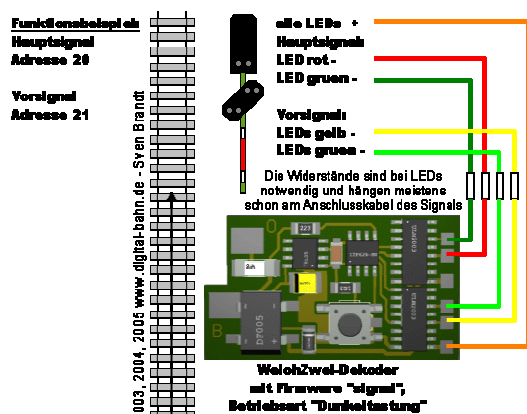 Funktionsbeispiel:
Hauptsignal
Adresse 20
Vorsignal
Adresse 21
003, 2004, 2005 www.digital-bahn.de - Sven Brandt
alle LEDs +
Hauptsignal:
LED rot -
LED gruen -
Vorsignal:
LEDs gelb -
LEDs gruen -
Die Widerstände sind bei LEDs
notwendig und hängen meistens
schon am Anschlusskabel des Signals
223
B
D7005
WeichZwei-Dekoder
mit Firmware "signal",
Betriebsart "Dunkeltastung"